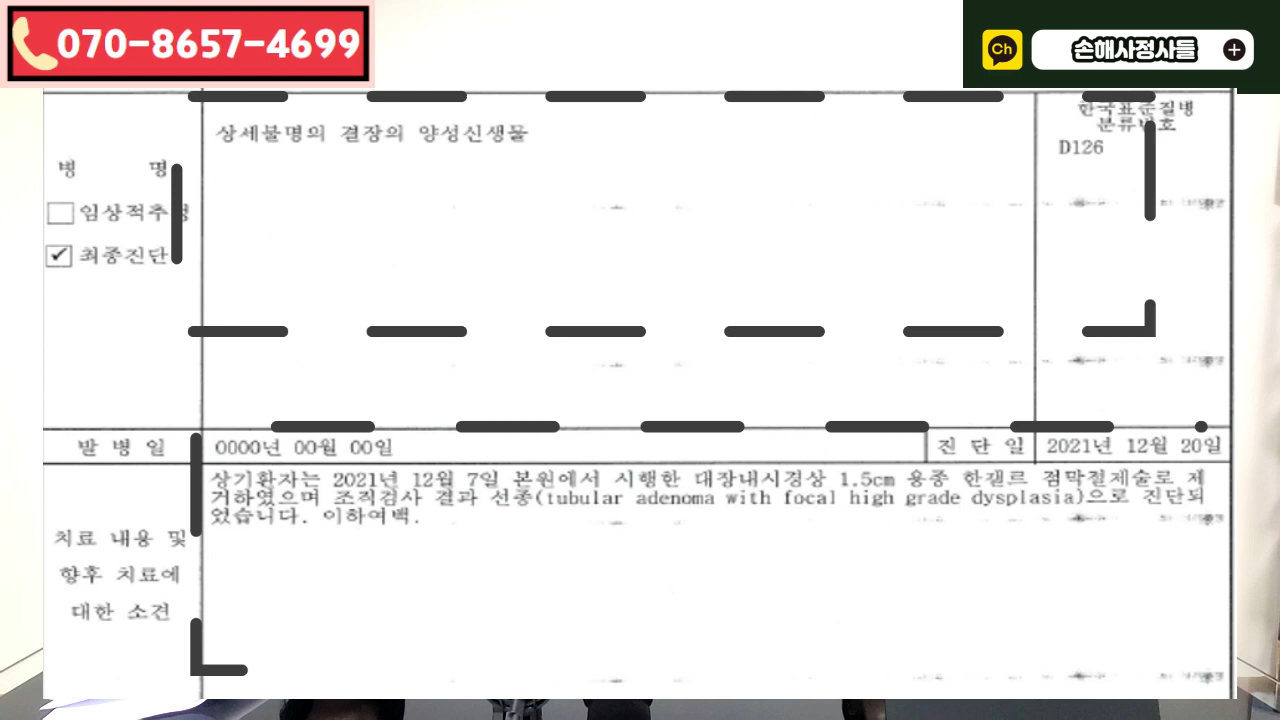 070-8657-4699
Ch 손해사정사들 +
한국표준질병
분류번호
상세불명의 결장의 양성신생물
D126
병 명
임상적추정
✔ 최종진단
발 병 일
0000년 00월 00일
진 단 일
2021년 12월 20일
상기환자는 2021년 12월 7일 본원에서 시행한 대장내시경상 1.5cm 용종 한갤르 점막절제술로 제
거하였으며 조직검사 결과 선종(tubular adenoma with focal high grade dysplasia)으로 진단되
었습니다. 이하여백.
치료 내용 및
향후 치료에
대한 소견